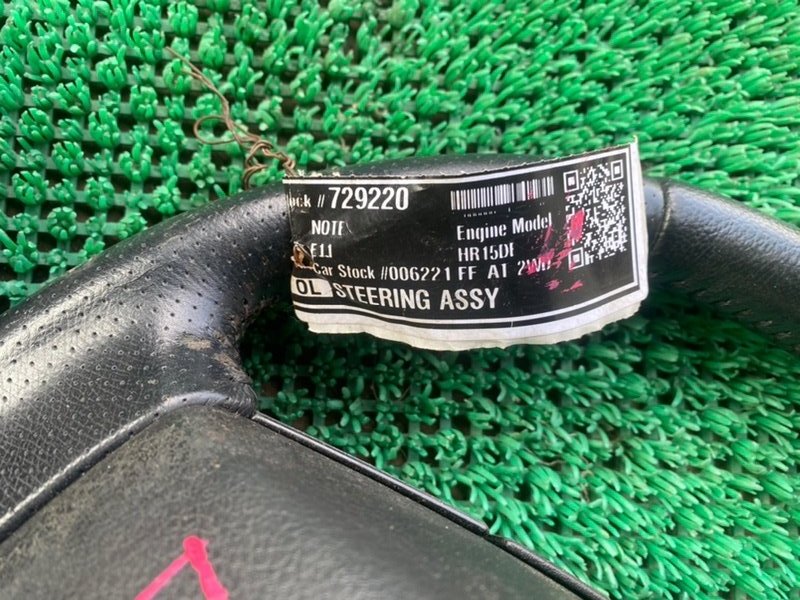 ock # 729220
NOTE
Engine Model
E11
HR15DE
Car Stock #006221 FF AT 2WD
OL STEERING ASSY